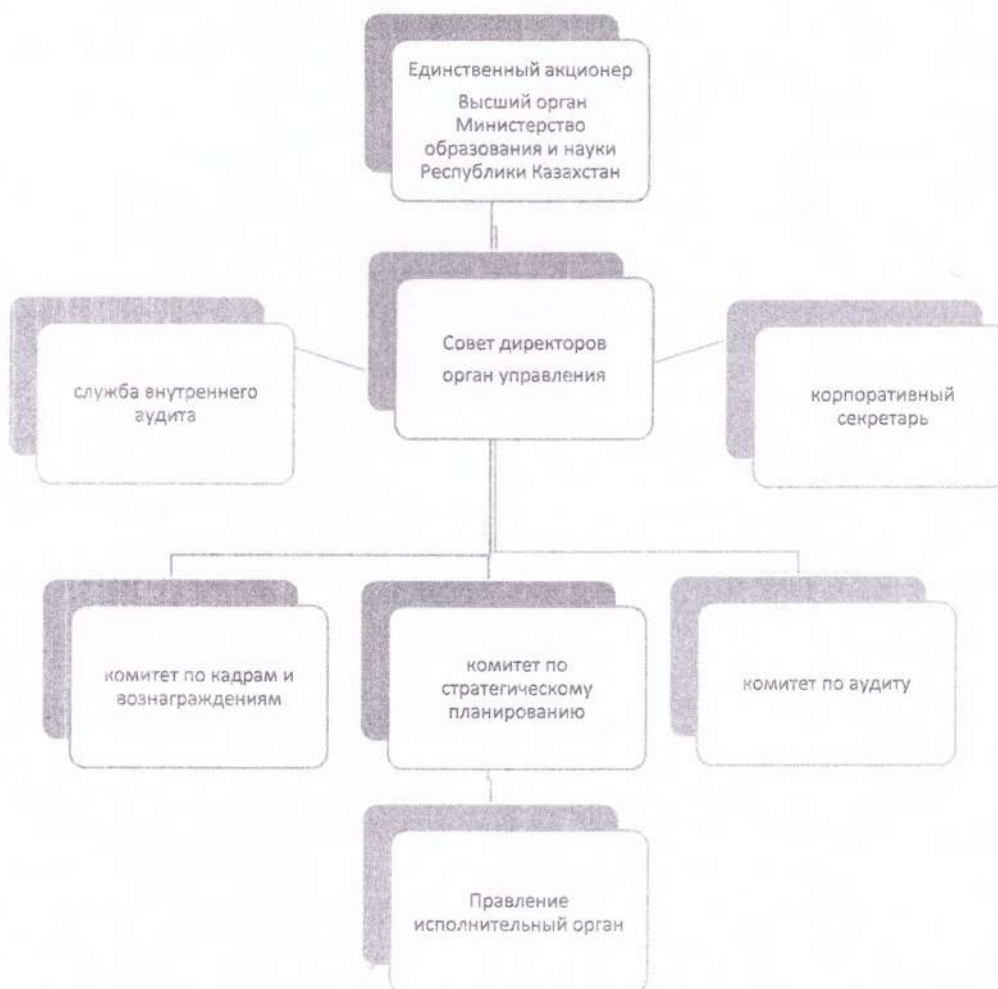 Единственный акционер
Высший орган
Министерство
образования и науки
Республики Казахстан
Совет директоров
орган управления
служба внутреннего
аудита
корпоративный
секретарь
комитет по кадрам и
вознаграждениям
комитет по
стратегическому
планированию
комитет по аудиту
Правление
исполнительный орган